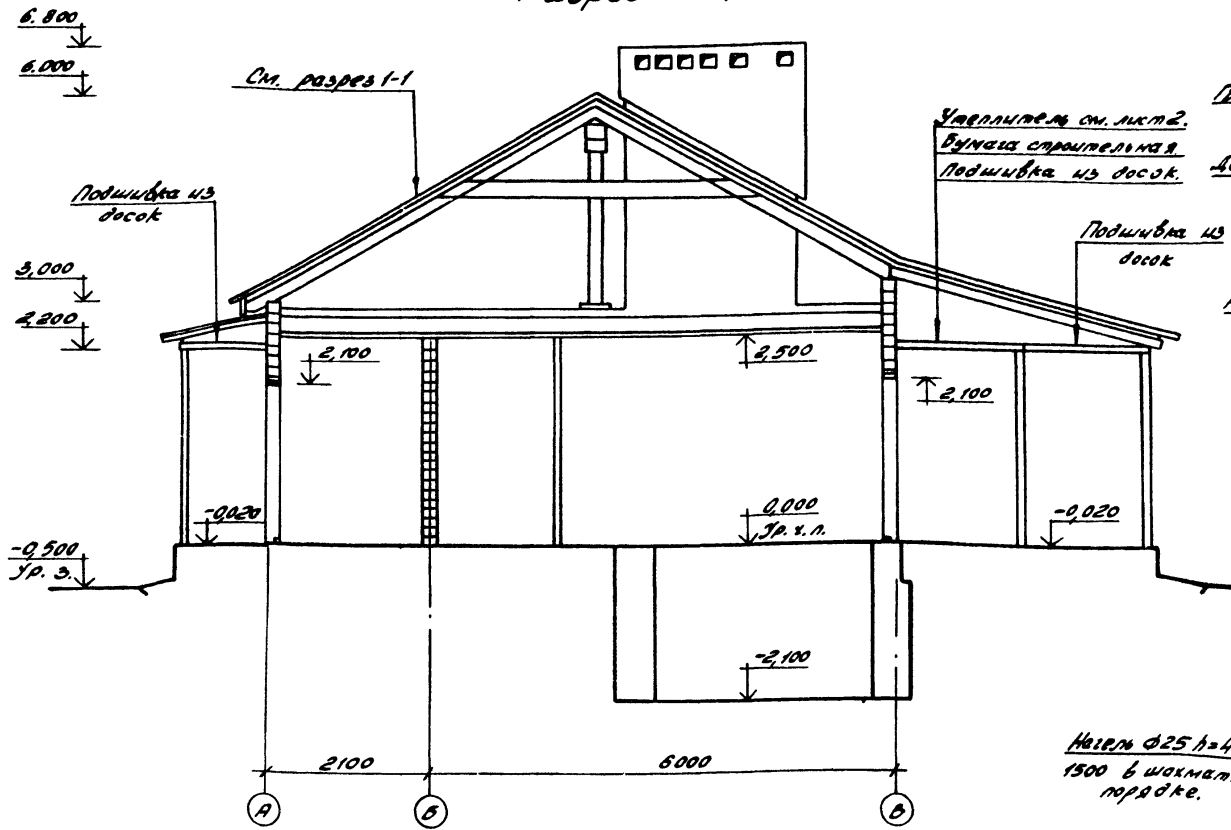 6.800
6.000
См. разрез 1-1
Утеплитель см. лист 2.
Бумага строительная
Подшивка из досок.
Подшивка из
досок
Подшивка из
досок
3,000
2,200
2,100
2,500
2,100
-0,020
0,000
Ур. ч.п.
-0,020
-0,500
Ур. З.
-2,100
Нагель ф25 h=4
1500 в шахмат.
порядке.
2100
6000
А
Б
В